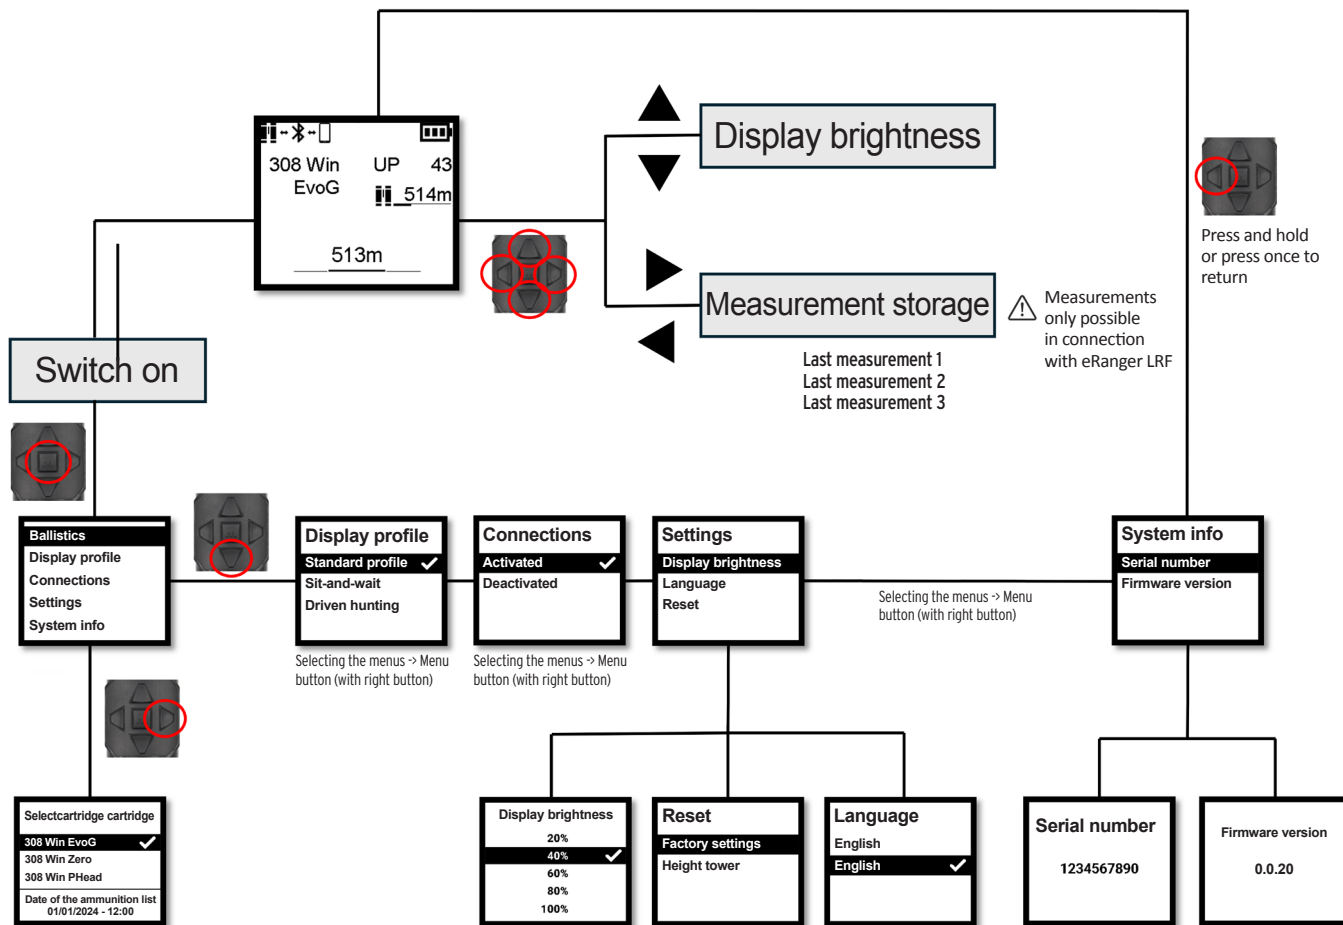 308 Win UP 43
EvoG
514m
513m
Display brightness
Measurement storage
Last measurement 1
Last measurement 2
Last measurement 3
Measurements
only possible
in connection
with eRanger LRF
Press and hold
or press once to
return
Switch on
Ballistics
Display profile
Connections
Settings
System info
Display profile
Standard profile
Sit-and-wait
Driven hunting
Selecting the menus -> Menu
button (with right button)
Connections
Activated
Deactivated
Selecting the menus -> Menu
button (with right button)
Settings
Display brightness
Language
Reset
Selecting the menus -> Menu
button (with right button)
System info
Serial number
Firmware version
Selectcartridge cartridge
308 Win EvoG
308 Win Zero
308 Win PHead
Date of the ammunition list
01/01/2024 - 12:00
Display brightness
20%
40%
60%
80%
100%
Reset
Factory settings
Height tower
Language
English
English
Serial number
1234567890
Firmware version
0.0.20